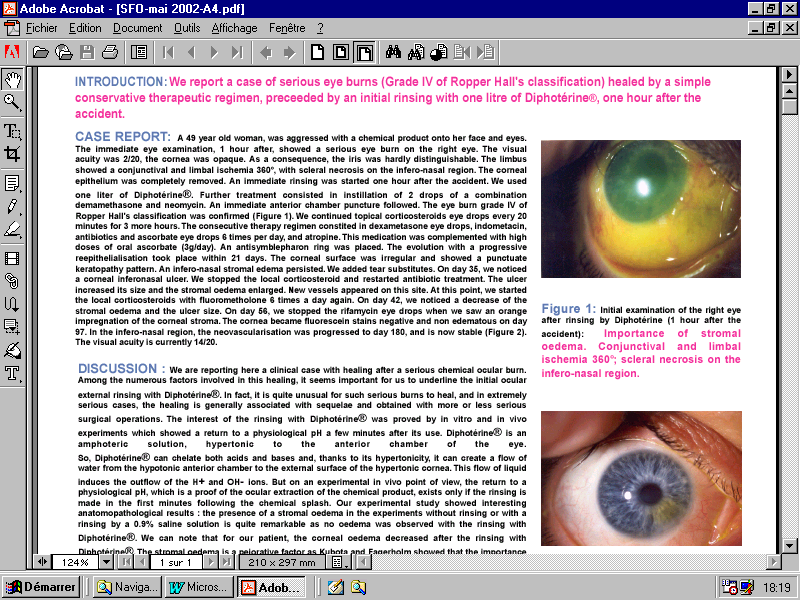 Adobe Acrobat - [SFO-mai 2002-A4.pdf]
Fichier Edition Document Outils Affichage Fenêtre ?
INTRODUCTION: We report a case of serious eye burns (Grade IV of Ropper Hall's classification) healed by a simple
conservative therapeutic regimen, preceeded by an initial rinsing with one litre of Diphotérine®, one hour after the
accident.
CASE REPORT: A 49 year old woman, was aggressed with a chemical product onto her face and eyes.
The immediate eye examination, 1 hour after, showed a serious eye burn on the right eye. The visual
acuity was 2/20, the cornea was opaque. As a consequence, the iris was hardly distinguishable. The limbus
showed a conjunctival and limbal ischemia 360°, with scleral necrosis on the infero-nasal region. The corneal
epithelium was completely removed. An immediate rinsing was started one hour after the accident. We used
one liter of Diphotérine®. Further treatment consisted in instillation of 2 drops of a combination
demamethasone and neomycin. An immediate anterior chamber puncture followed. The eye burn grade IV of
Ropper Hall's classification was confirmed (Figure 1). We continued topical corticosteroids eye drops every 20
minutes for 3 more hours. The consecutive therapy regimen constited in dexametasone eye drops, indometacin,
antibiotics and ascorbate eye drops 6 times per day, and atropine. This medication was complemented with high
doses of oral ascorbate (3g/day). An antisymblepharon ring was placed. The evolution with a progressive
reepithelialisation took place within 21 days. The corneal surface was irregular and showed a punctuate
keratopathy pattern. An infero-nasal stromal edema persisted. We added tear substitutes. On day 35, we noticed
a corneal inferonasal ulcer. We stopped the local corticosteroid and restarted antibiotic treatment. The ulcer
increased its size and the stromal oedema enlarged. New vessels appeared on this site. At this point, we started
the local corticosteroids with fluorometholone 6 times a day again. On day 42, we noticed a decrease of the
stromal oedema and the ulcer size. On day 56, we stopped the rifamycin eye drops when we saw an orange
impregnation of the corneal stroma. The cornea became fluorescein stains negative and non edematous on day
97. In the infero-nasal region, the neovascularisation was progressed to day 180, and is now stable (Figure 2).
The visual acuity is currently 14/20.
DISCUSSION : We are reporting here a clinical case with healing after a serious chemical ocular burn.
Among the numerous factors involved in this healing, it seems important for us to underline the initial ocular
external rinsing with Diphotérine®. In fact, it is quite unusual for such serious burns to heal, and in extremely
serious cases, the healing is generally associated with sequelae and obtained with more or less serious
surgical operations. The interest of the rinsing with Diphotérine® was proved by in vitro and in vivo
experiments which showed a return to a physiological pH a few minutes after its use. Diphotérine® is an
amphoteric solution, hypertonic to the anterior chamber of the eye.
So, Diphotérine® can chelate both acids and bases and, thanks to its hypertonicity, it can create a flow of
water from the hypotonic anterior chamber to the external surface of the hypertonic cornea. This flow of liquid
induces the outflow of the H+ and OH- ions. But on an experimental in vivo point of view, the return to a
physiological pH, which is a proof of the ocular extraction of the chemical product, exists only if the rinsing is
made in the first minutes following the chemical splash. Our experimental study showed interesting
anatomopathological results : the presence of a stromal oedema in the experiments without rinsing or with a
rinsing by a 0.9% saline solution is quite remarkable as no oedema was observed with the rinsing with
Diphotérine®. We can note that for our patient, the corneal oedema decreased after the rinsing with
Diphotérine®. The stromal oedema is a pejorative factor as Kubota and Fagerholm showed that the importance
Figure 1: Initial examination of the right eye
after rinsing by Diphotérine (1 hour after the
accident): Importance of stromal
oedema. Conjunctival and limbal
ischemia 360°; scleral necrosis on the
infero-nasal region.
124% 1 sur 1 210 x 297 mm
Démarrer Naviga... Micros... Adob... 18:19